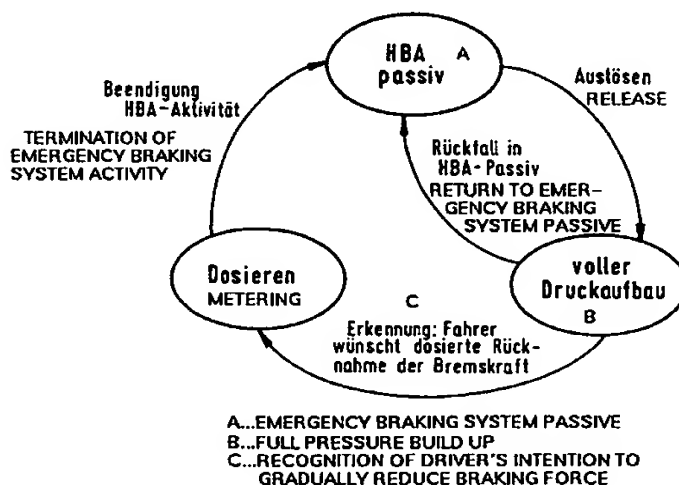 HBA A
passiv
Auslösen
RELEASE
Beendigung
HBA-Aktivität
TERMINATION OF
EMERGENCY BRAKING
SYSTEM ACTIVITY
Rückfall in
HBA-Passiv
RETURN TO EMER-
GENCY BRAKING
SYSTEM PASSIVE
Dosieren
METERING
voller
Druckaufbau
B
C
Erkennung: Fahrer
wünscht dosierte Rück-
nahme der Bremskraft
A...EMERGENCY BRAKING SYSTEM PASSIVE
B...FULL PRESSURE BUILD UP
C...RECOGNITION OF DRIVER'S INTENTION TO
GRADUALLY REDUCE BRAKING FORCE